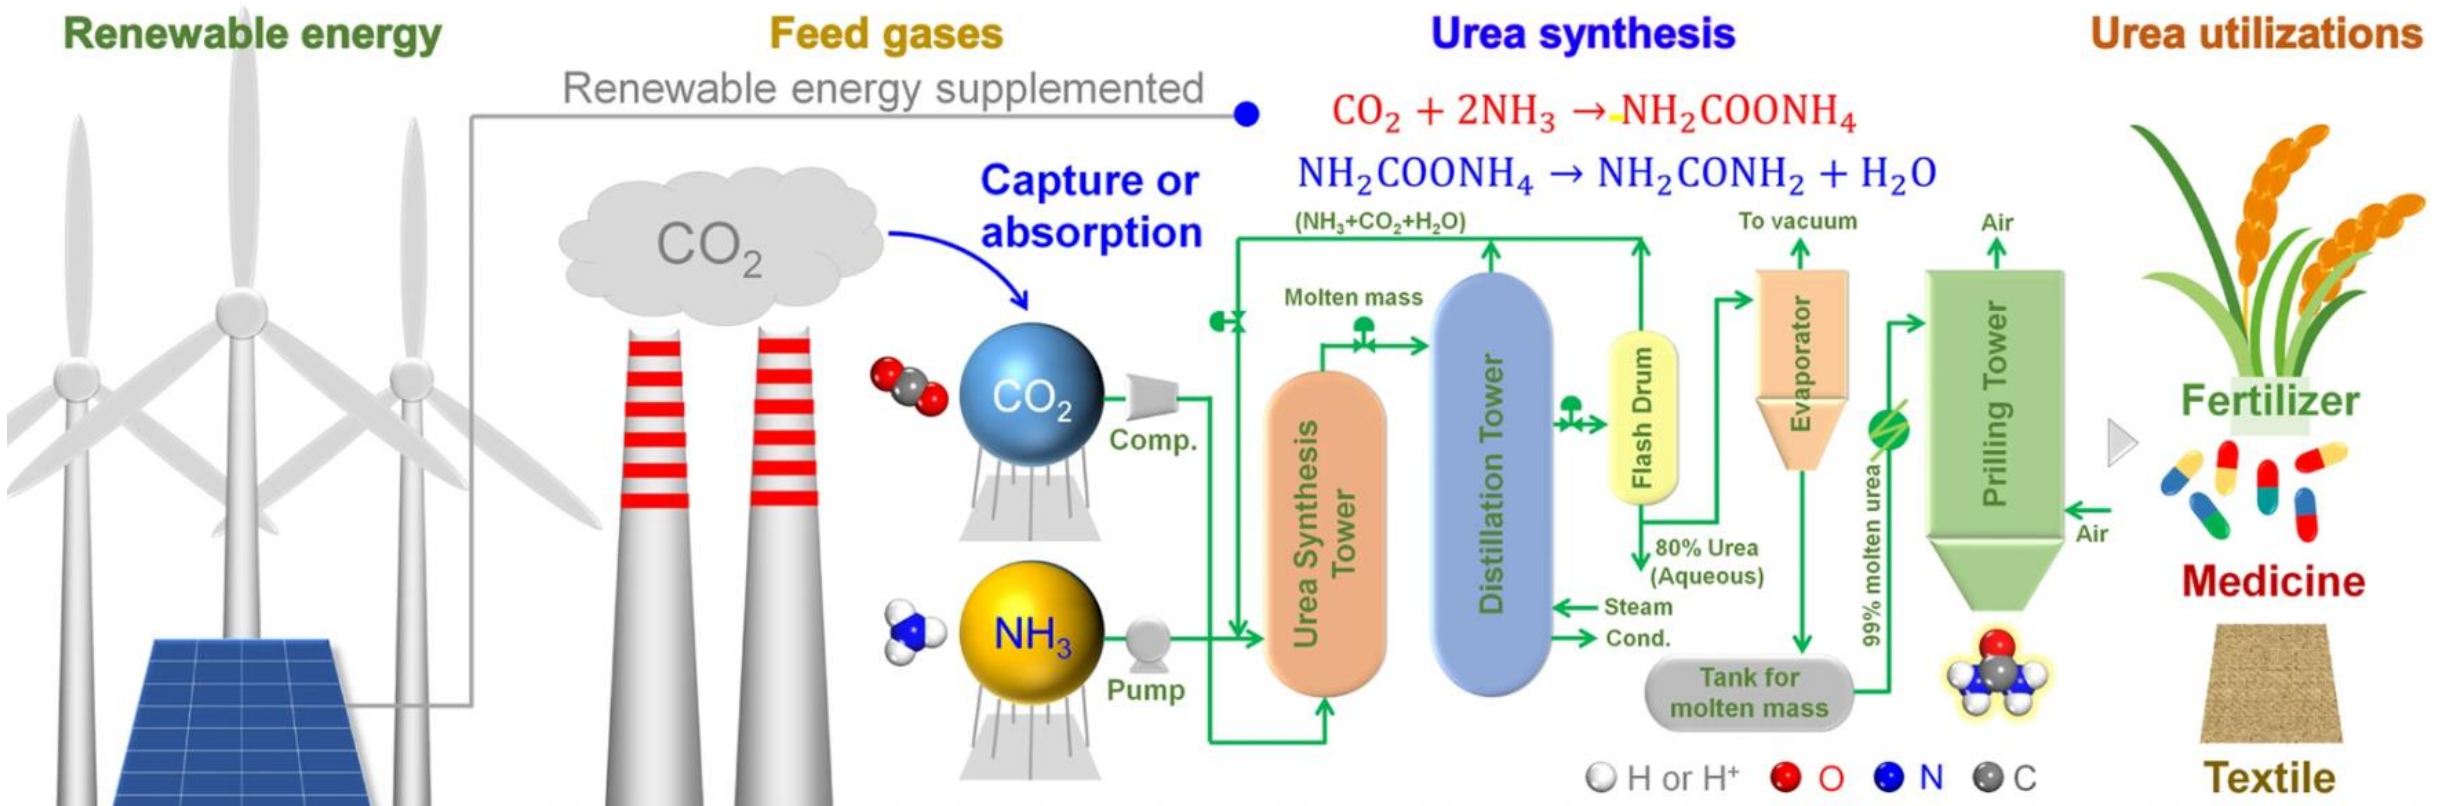 Renewable energy
Feed gases
Urea synthesis
Urea utilizations
Renewable energy supplemented
CO₂ + 2NH₃ → NH₂COONH₄
NH₂COONH₄ → NH₂CONH₂ + H₂O
CO₂
Capture or
absorption
CO₂
Comp.
NH₃
Pump
(NH₃+CO₂+H₂O)
Molten mass
Urea Synthesis
Tower
Distillation Tower
Flash Drum
80% Urea
(Aqueous)
Steam
Cond.
To vacuum
Evaporator
Tank for
molten mass
99% molten urea
Air
Prilling Tower
Air
Fertilizer
Medicine
Textile
H or H⁺
O
N
C